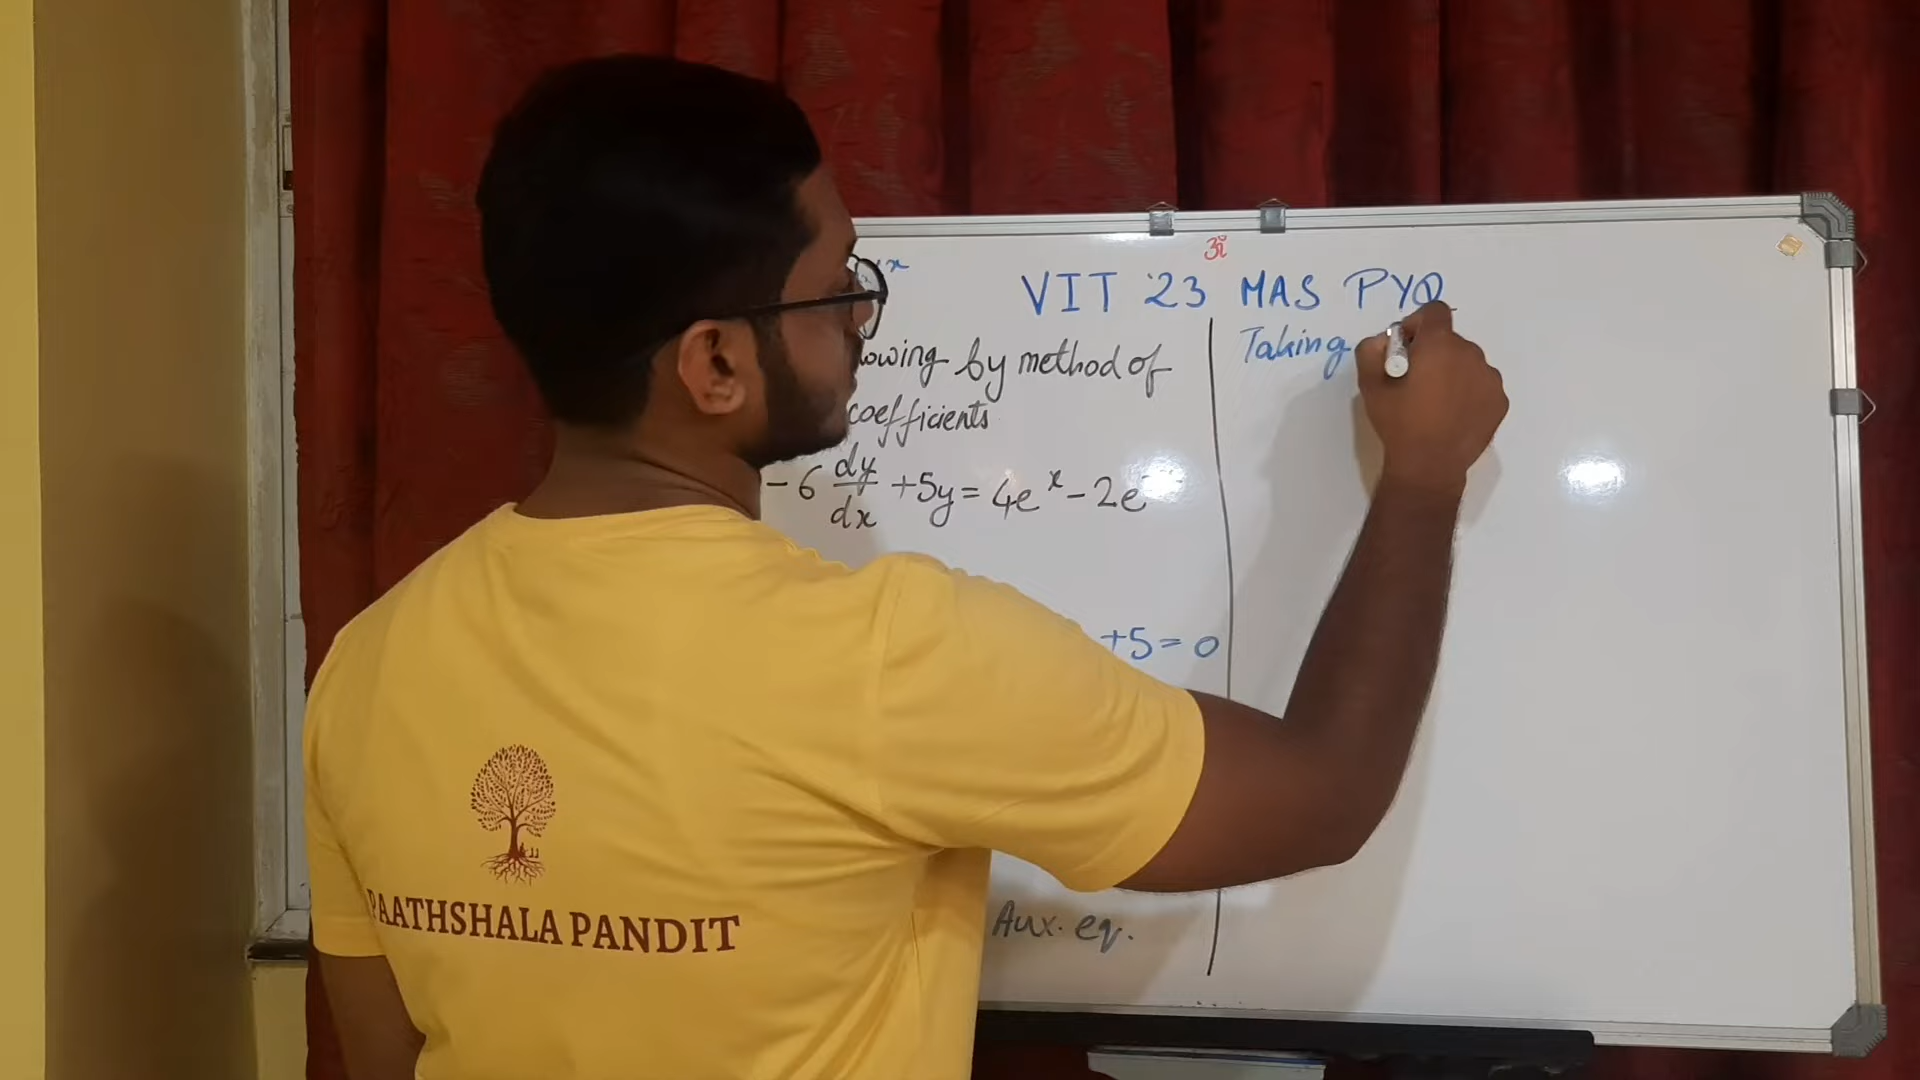 VIT '23 MAS PYQ
owing by method of
coefficients
- 6 dy/dx + 5y = 4e^x - 2e
+5 = 0
Aux. eq.
Taking
PAATHSHALA PANDIT